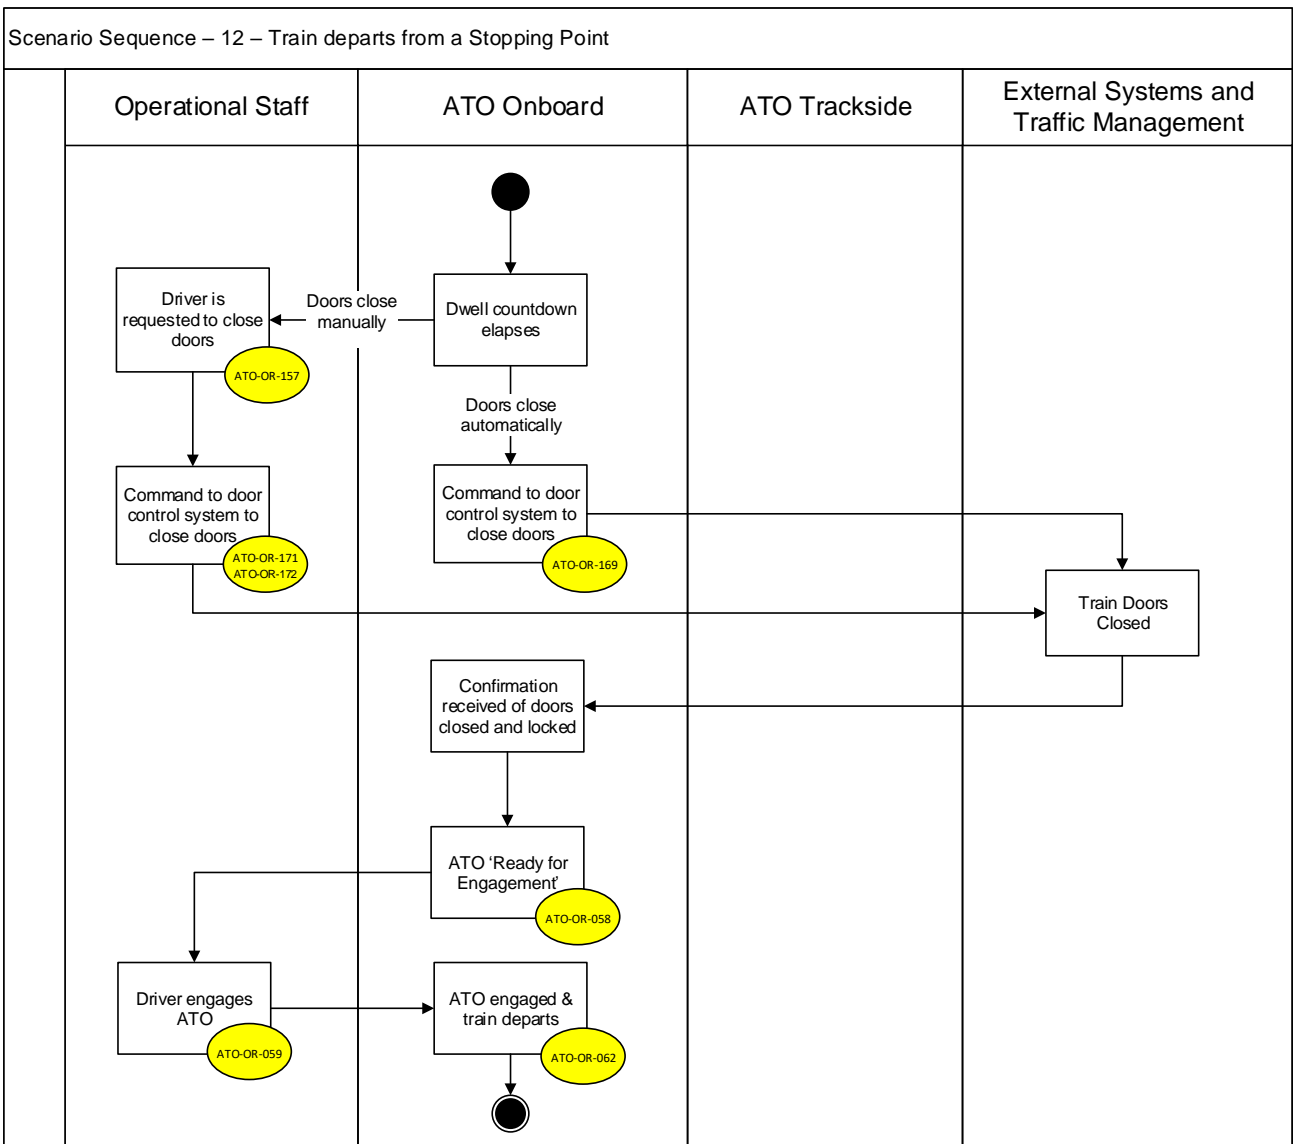 Scenario Sequence – 12 – Train departs from a Stopping Point
Operational Staff
ATO Onboard
ATO Trackside
External Systems and
Traffic Management
Driver is
requested to close
doors
ATO-OR-157
Doors close
manually
Dwell countdown
elapses
Doors close
automatically
Command to door
control system to
close doors
ATO-OR-171
ATO-OR-172
Command to door
control system to
close doors
ATO-OR-169
Train Doors
Closed
Confirmation
received of doors
closed and locked
ATO ‘Ready for
Engagement’
ATO-OR-058
Driver engages
ATO
ATO-OR-059
ATO engaged &
train departs
ATO-OR-062